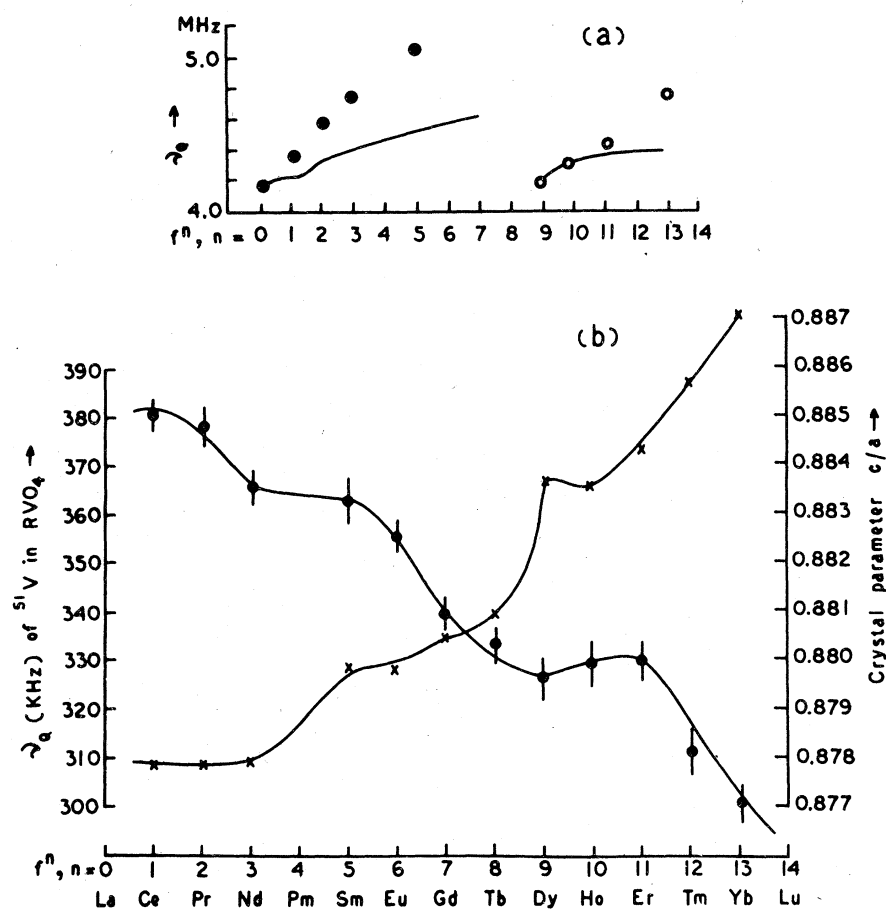 MHz
(a)
5.0
ν_Q →
4.0
fⁿ, n = 0 1 2 3 4 5 6 7 8 9 10 11 12 13 14
(b)
0.887
0.886
0.885
0.884
0.883
0.882
0.881
0.880
0.879
0.878
0.877
Crystal parameter c/a →
390
380
370
360
350
340
330
320
310
300
ν_Q (KHz) of ⁵¹V in RVO₄ →
fⁿ, n = 0 1 2 3 4 5 6 7 8 9 10 11 12 13 14
La Ce Pr Nd Pm Sm Eu Gd Tb Dy Ho Er Tm Yb Lu